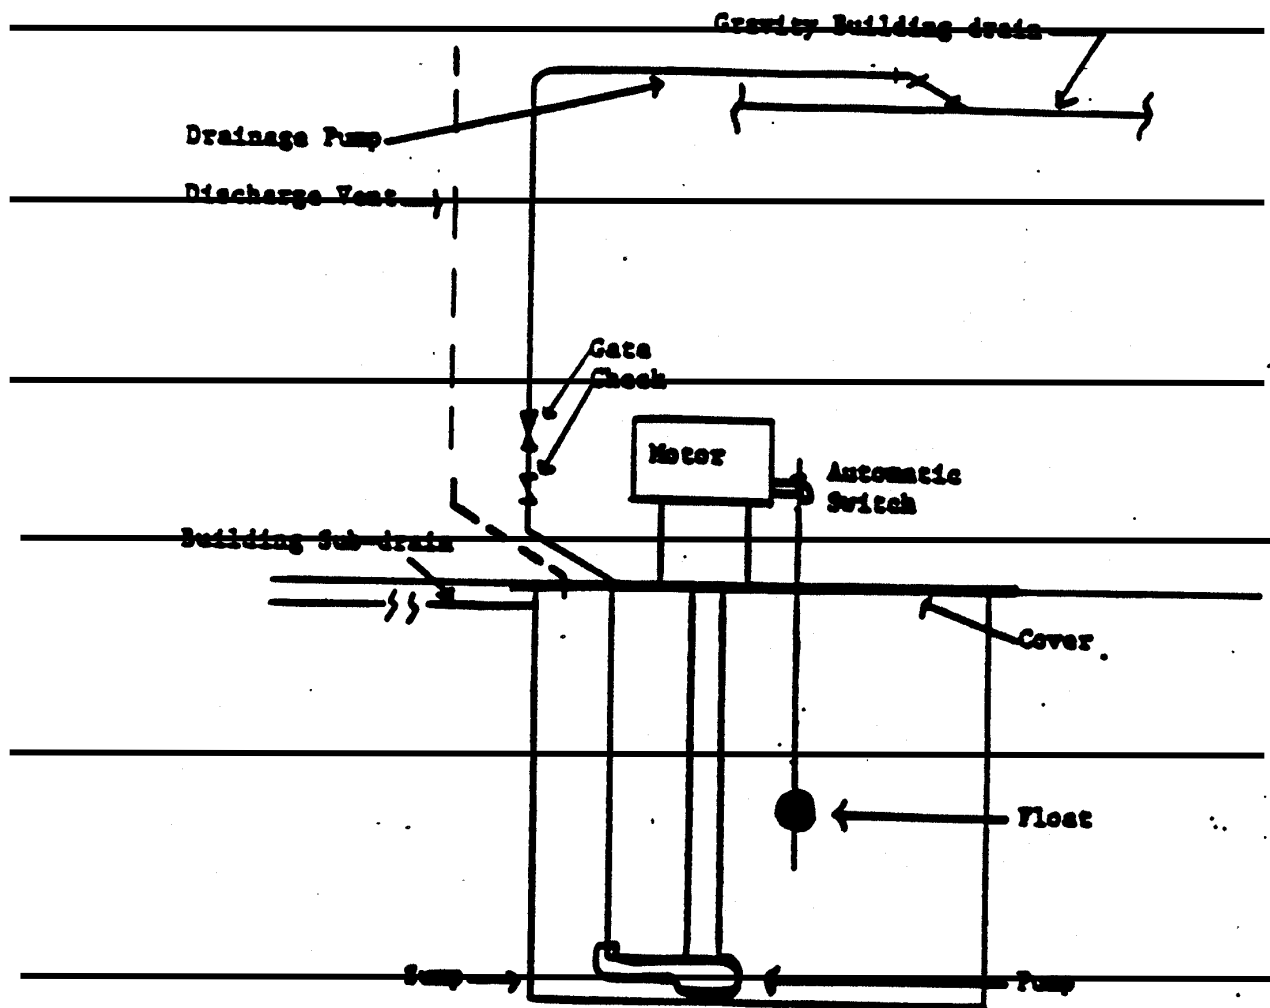 Gravity Building drain
Drainage Pump
Discharge Vent
Gate
Check
Motor
Automatic
Switch
Building Sub-drain
Cover
Float
Sump
Pump